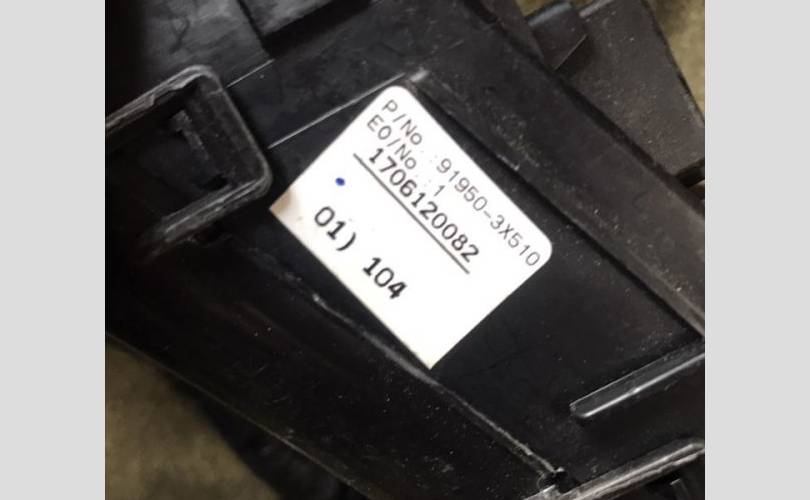 P/No : 91950-3X510
EO/No : 1
1706120082
01) 104